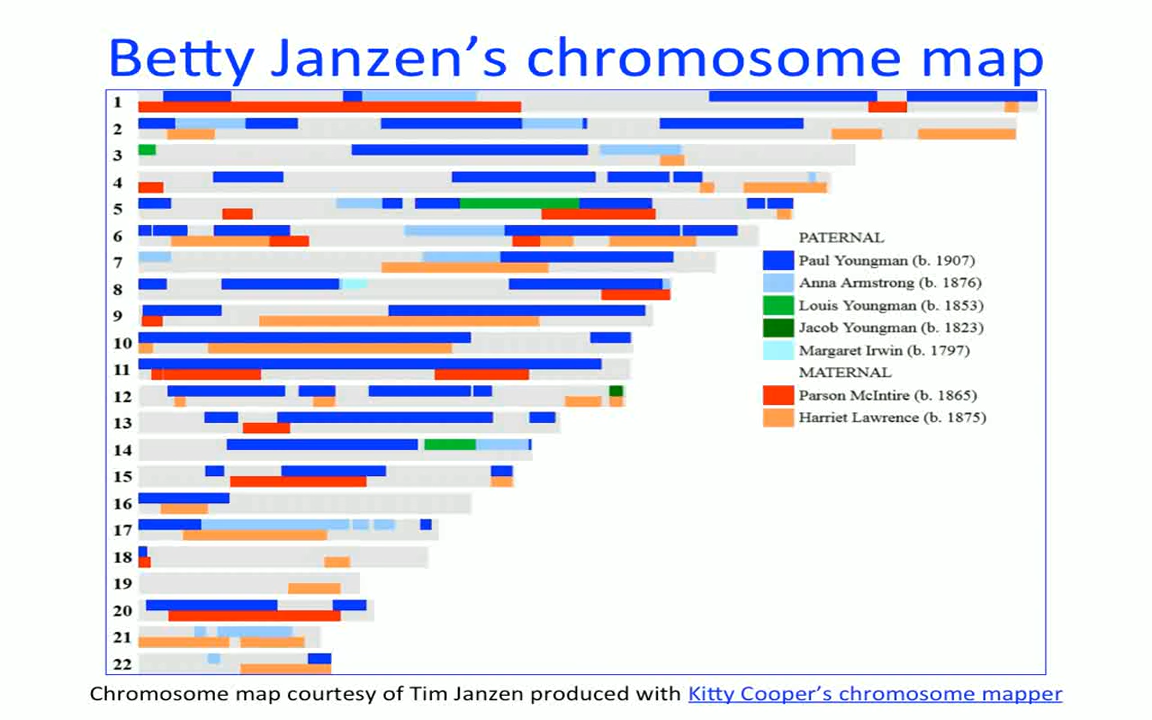 Betty Janzen's chromosome map
1
2
3
4
5
6
7
8
9
10
11
12
13
14
15
16
17
18
19
20
21
22
PATERNAL
Paul Youngman (b. 1907)
Anna Armstrong (b. 1876)
Louis Youngman (b. 1853)
Jacob Youngman (b. 1823)
Margaret Irwin (b. 1797)
MATERNAL
Parson McIntire (b. 1865)
Harriet Lawrence (b. 1875)
Chromosome map courtesy of Tim Janzen produced with Kitty Cooper's chromosome mapper